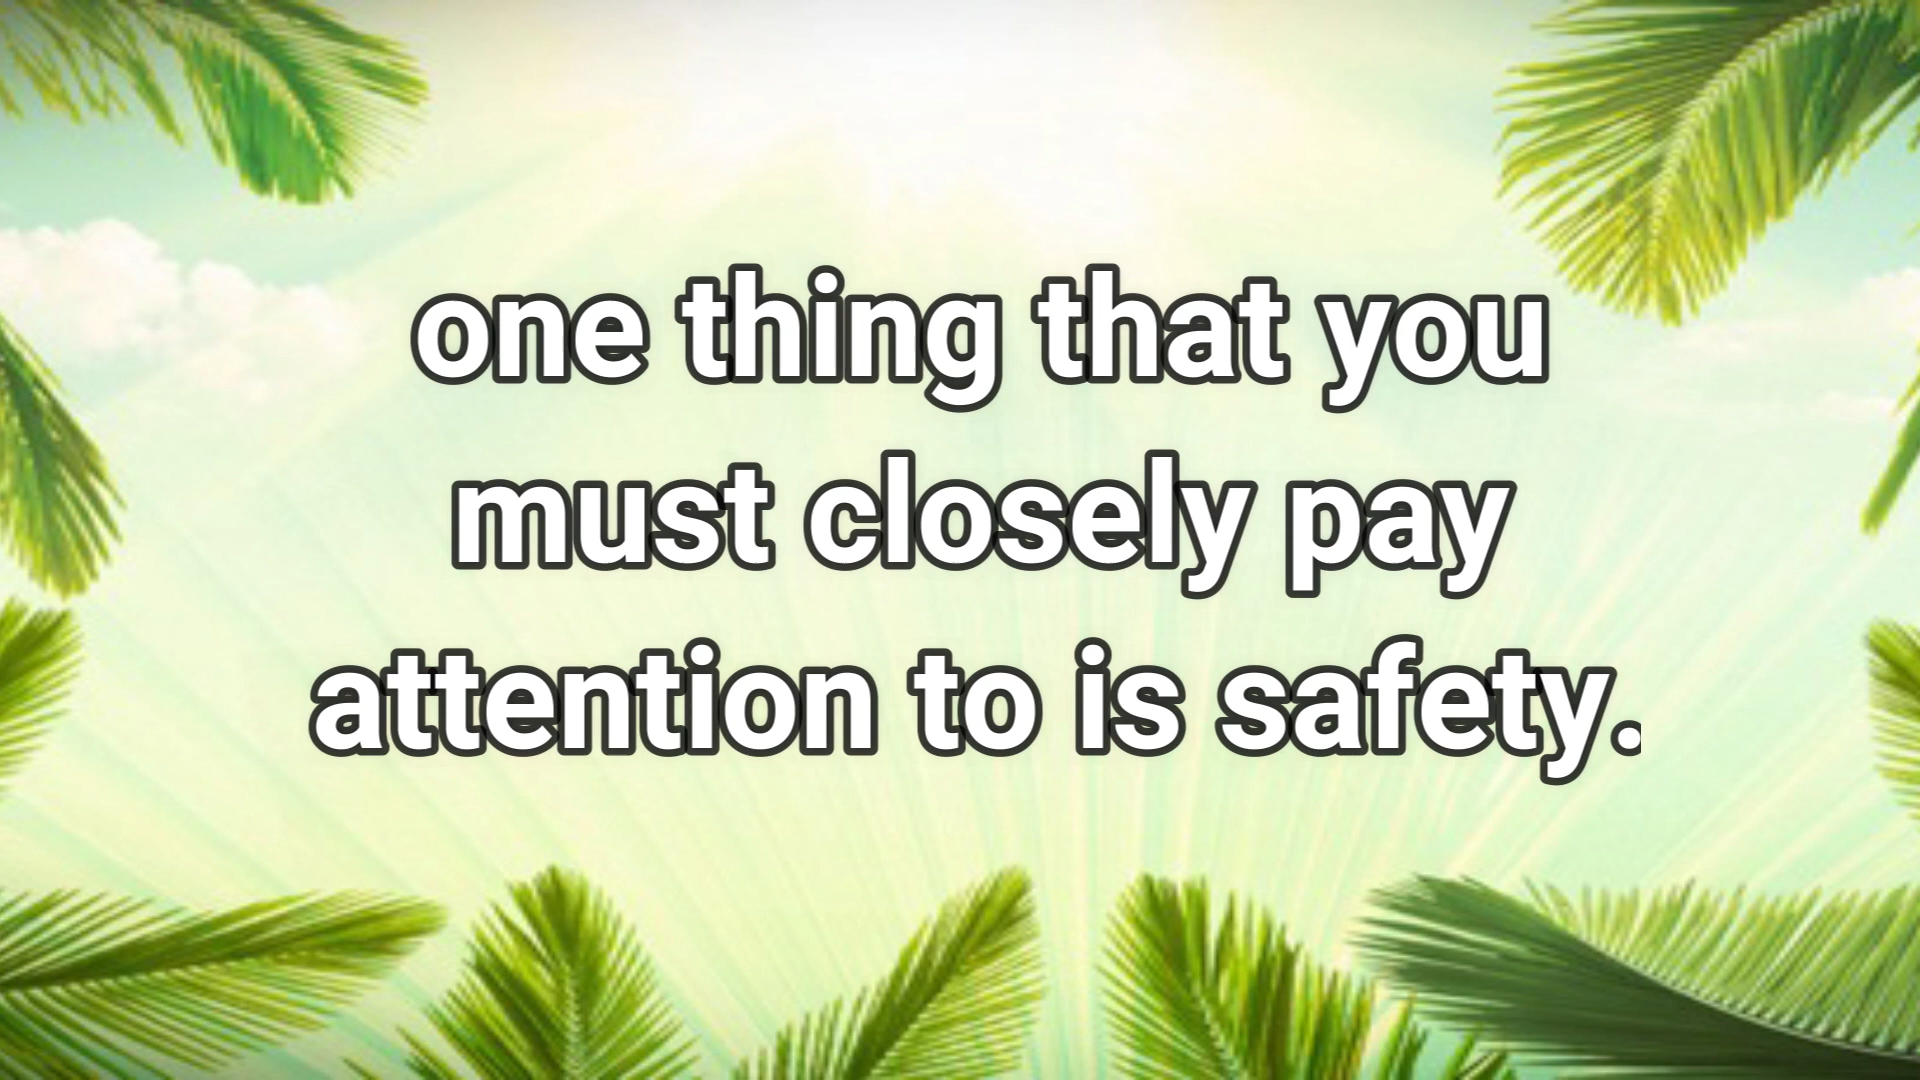 one thing that you
must closely pay
attention to is safety.